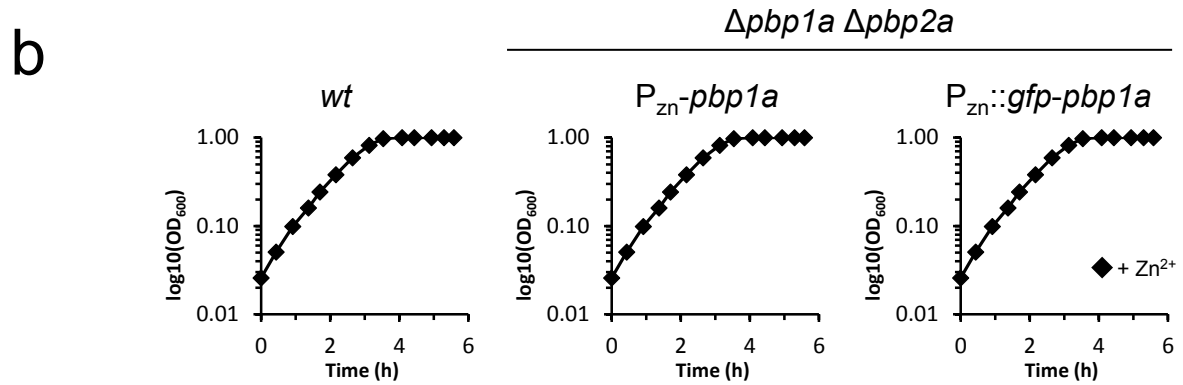 b
Δpbp1a Δpbp2a
wt
Pzn-pbp1a
Pzn::gfp-pbp1a
log10(OD600)
1.00
0.10
0.01
0 2 4 6
Time (h)
log10(OD600)
1.00
0.10
0.01
0 2 4 6
Time (h)
log10(OD600)
1.00
0.10
0.01
0 2 4 6
Time (h)
+ Zn2+